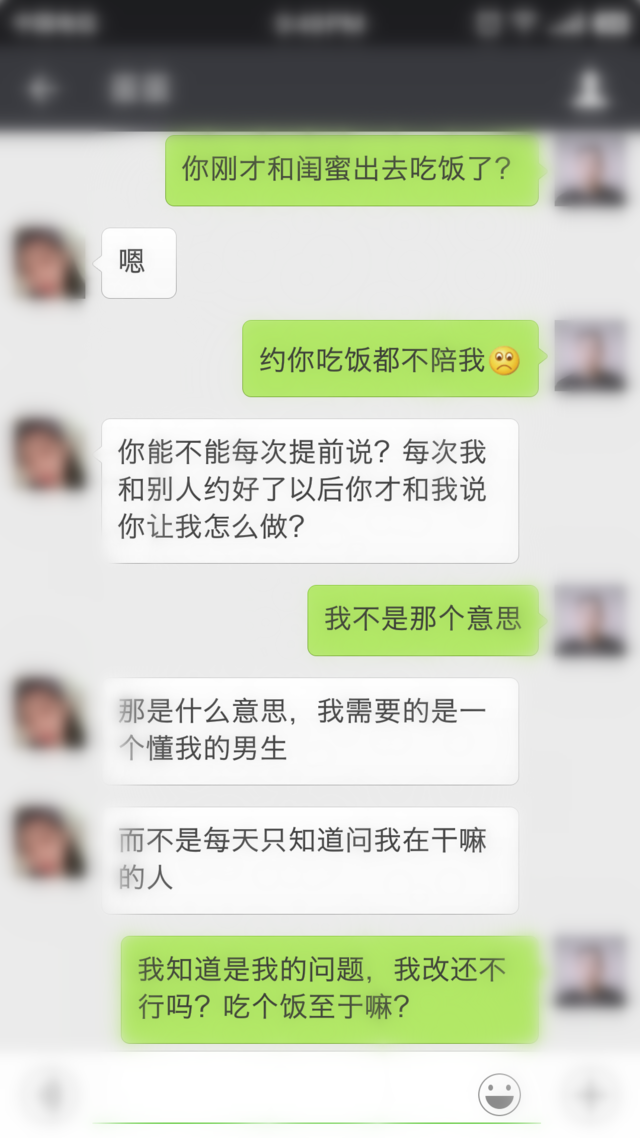 你刚才和闺蜜出去吃饭了？
嗯
约你吃饭都不陪我
你能不能每次提前说？每次我
和别人约好了以后你才和我说
你让我怎么做？
我不是那个意思
那是什么意思，我需要的是一
个懂我的男生
而不是每天只知道问我在干嘛
的人
我知道是我的问题，我改还不
行吗？吃个饭至于嘛？